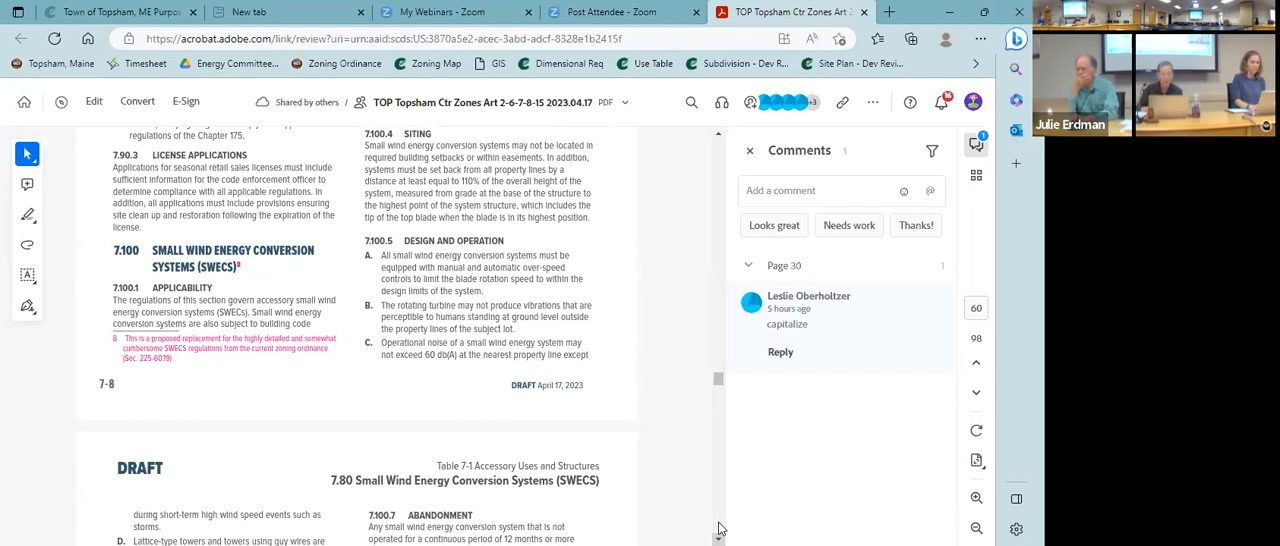 Town of Topsham, ME Purpo
New tab
My Webinars - Zoom
Post Attendee - Zoom
TOP Topsham Ctr Zones Art 2
https://acrobat.adobe.com/link/review?uri=urn:aaid:scds:US:3870a5e2-acec-3abd-adcf-8328e1b2415f
Topsham, Maine
Timesheet
Energy Committee...
Zoning Ordinance
Zoning Map
GIS
Dimensional Req
Use Table
Subdivision - Dev R...
Site Plan - Dev Revi...
Edit
Convert
E-Sign
Shared by others /
TOP Topsham Ctr Zones Art 2-6-7-8-15 2023.04.17 PDF
+3
16
regulations of the Chapter 175.
7.90.3 LICENSE APPLICATIONS
Applications for seasonal retail sales licenses must include
sufficient information for the code enforcement officer to
determine compliance with all applicable regulations. In
addition, all applications must include provisions ensuring
site clean up and restoration following the expiration of the
license.
7.100 SMALL WIND ENERGY CONVERSION
SYSTEMS (SWECS)8
7.100.1 APPLICABILITY
The regulations of this section govern accessory small wind
energy conversion systems (SWECs). Small wind energy
conversion systems are also subject to building code
8 This is a proposed replacement for the highly detailed and somewhat
cumbersome SWECS regulations from the current zoning ordinance
(Sec. 225-60.19)
7-8
7.100.4 SITING
Small wind energy conversion systems may not be located in
required building setbacks or within easements. In addition,
systems must be set back from all property lines by a
distance at least equal to 110% of the overall height of the
system, measured from grade at the base of the structure to
the highest point of the system structure, which includes the
tip of the top blade when the blade is in its highest position.
7.100.5 DESIGN AND OPERATION
A. All small wind energy conversion systems must be
equipped with manual and automatic over-speed
controls to limit the blade rotation speed to within the
design limits of the system.
B. The rotating turbine may not produce vibrations that are
perceptible to humans standing at ground level outside
the property lines of the subject lot.
C. Operational noise of a small wind energy system may
not exceed 60 db(A) at the nearest property line except
DRAFT April 17, 2023
DRAFT
Table 7-1 Accessory Uses and Structures
7.80 Small Wind Energy Conversion Systems (SWECS)
during short-term high wind speed events such as
storms.
D. Lattice-type towers and towers using guy wires are
7.100.7 ABANDONMENT
Any small wind energy conversion system that is not
operated for a continuous period of 12 months or more
Comments 1
Add a comment
Looks great
Needs work
Thanks!
Page 30
1
Leslie Oberholtzer
5 hours ago
capitalize
Reply
1
60
98
Julie Erdman